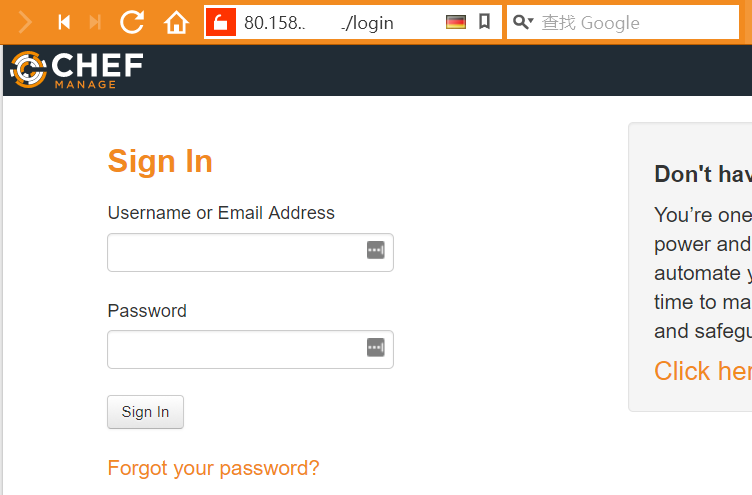 80.158.. ./login
查找 Google
CHEF
MANAGE
Sign In
Username or Email Address
Password
Sign In
Forgot your password?
Don't hav
You’re one
power and
automate y
time to ma
and safegu
Click her